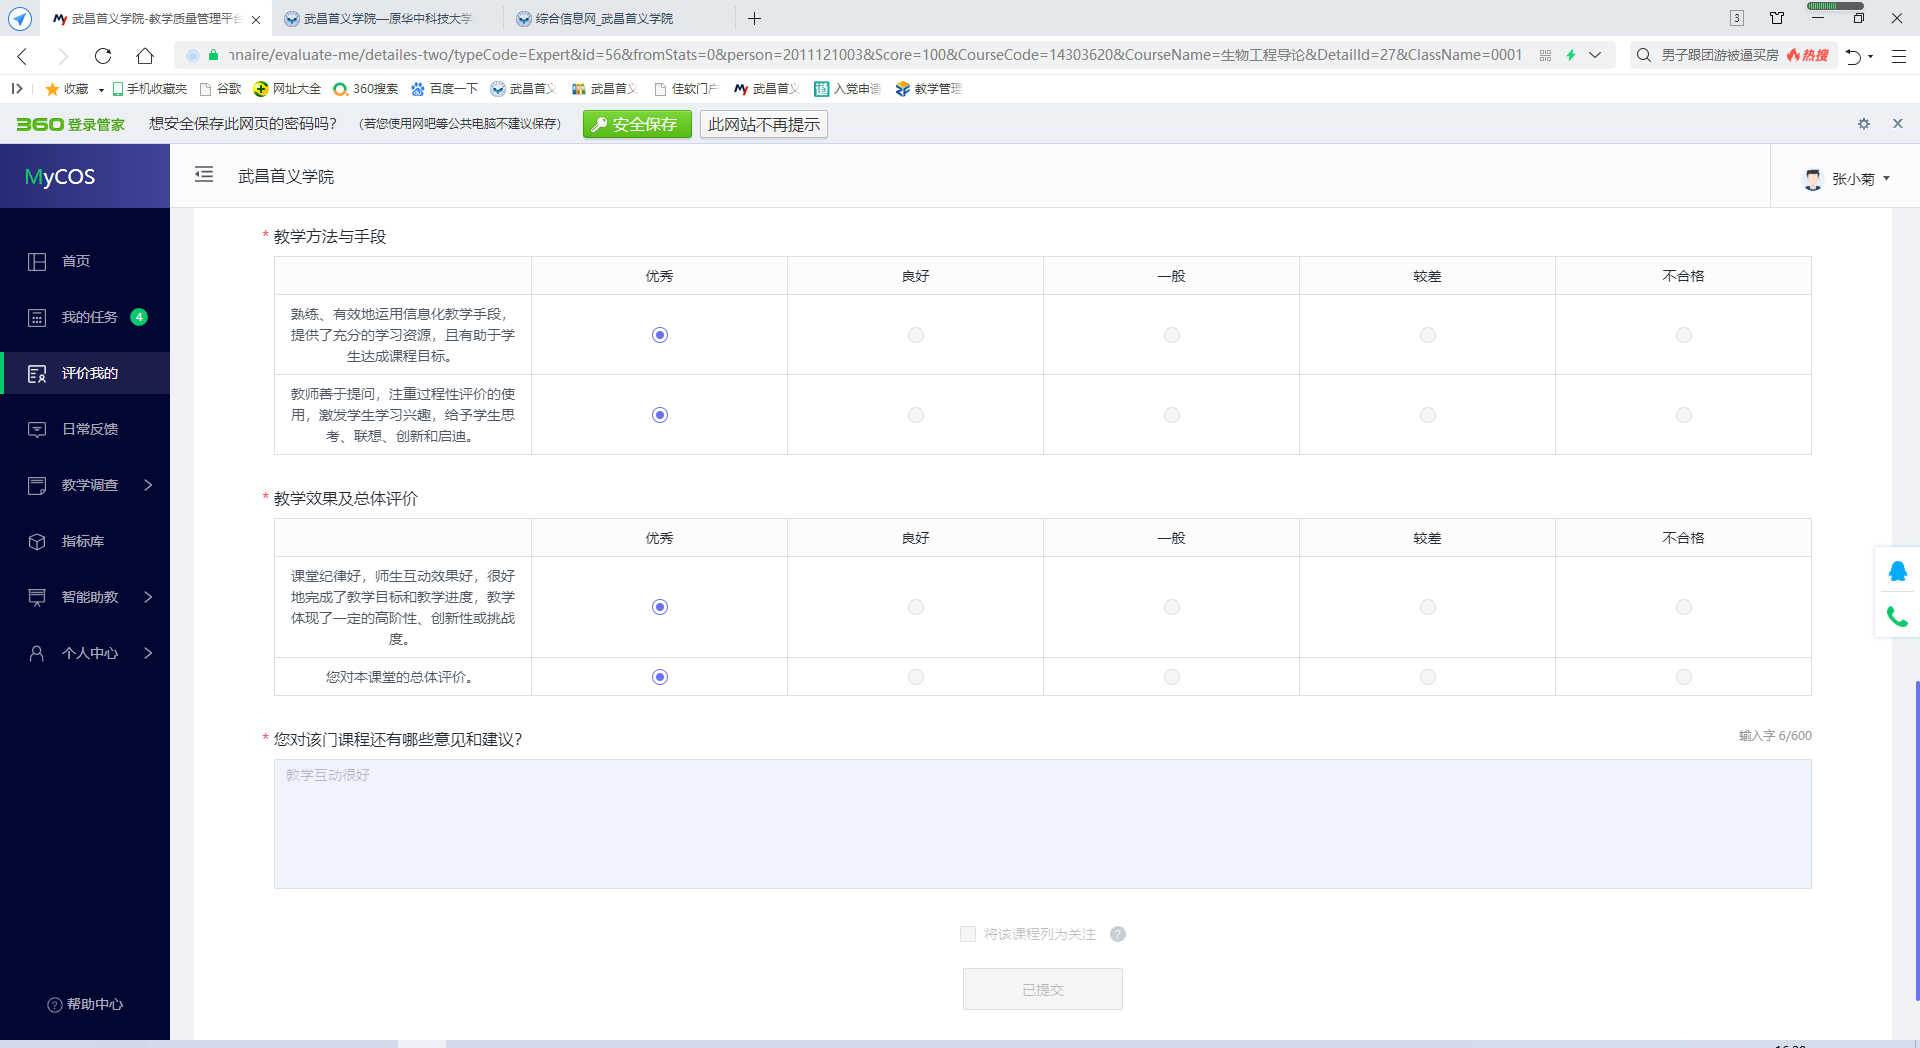 武昌首义学院-教学质量管理平台
武昌首义学院—原华中科技大学
综合信息网_武昌首义学院
3
nnaire/evaluate-me/detailes-two/typeCode=Expert&id=56&fromStats=0&person=2011121003&Score=100&CourseCode=14303620&CourseName=生物工程导论&DetailId=27&ClassName=0001
男子跟团游被逼买房 热搜
收藏 手机收藏夹 谷歌 网址大全 360搜索 百度一下 武昌首义 武昌首义 佳软门户 武昌首义 入党申请 教学管理
360登录管家 想安全保存此网页的密码吗? (若您使用网吧等公共电脑不建议保存) 安全保存 此网站不再提示
MyCOS
武昌首义学院
张小菊
首页
我的任务 4
评价我的
日常反馈
教学调查
指标库
智能助教
个人中心
帮助中心
* 教学方法与手段
优秀 良好 一般 较差 不合格
熟练、有效地运用信息化教学手段，
提供了充分的学习资源，且有助于学
生达成课程目标。
教师善于提问，注重过程性评价的使
用，激发学生学习兴趣，给予学生思
考、联想、创新和启迪。
* 教学效果及总体评价
优秀 良好 一般 较差 不合格
课堂纪律好，师生互动效果好，很好
地完成了教学目标和教学进度，教学
体现了一定的高阶性、创新性或挑战
度。
您对本课堂的总体评价。
* 您对该门课程还有哪些意见和建议?
输入字 6/600
教学互动很好
将该课程列为关注 ?
已提交